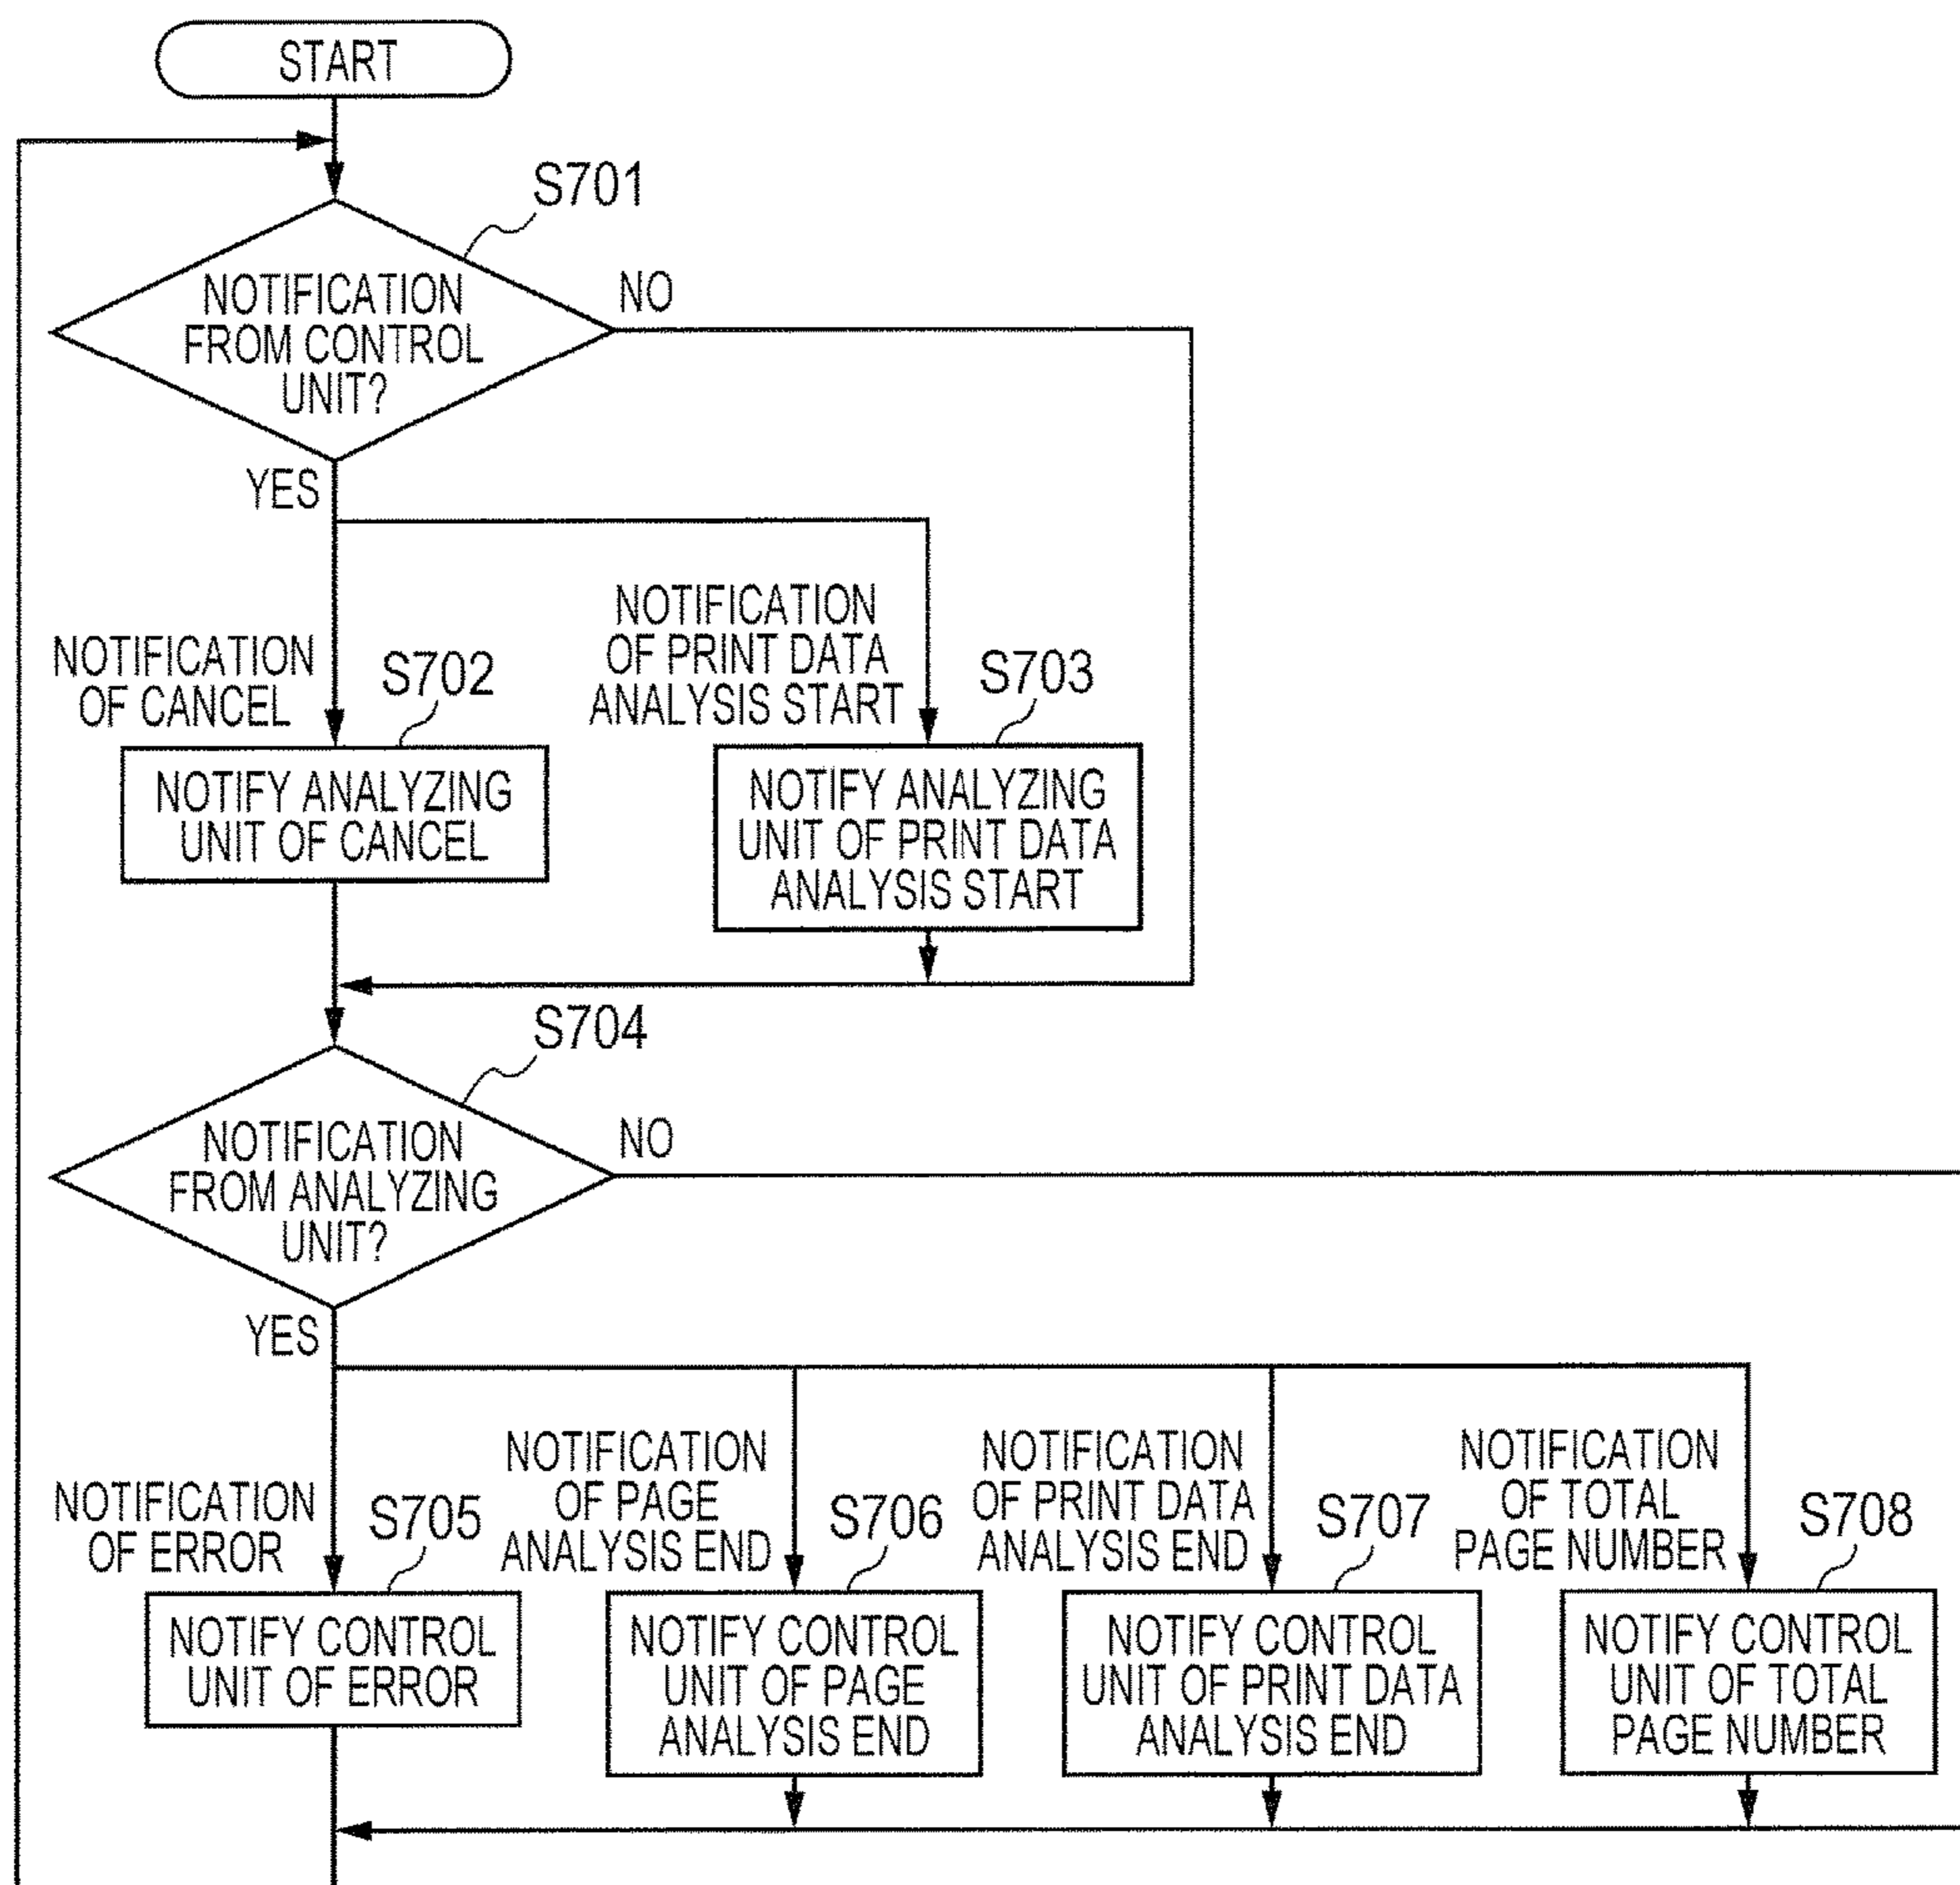 START
S701
NOTIFICATION
FROM CONTROL
UNIT?
NO
YES
NOTIFICATION
OF CANCEL
S702
NOTIFICATION
OF PRINT DATA
ANALYSIS START
S703
NOTIFY ANALYZING
UNIT OF CANCEL
NOTIFY ANALYZING
UNIT OF PRINT DATA
ANALYSIS START
S704
NOTIFICATION
FROM ANALYZING
UNIT?
NO
YES
NOTIFICATION
OF ERROR
S705
NOTIFICATION
OF PAGE
ANALYSIS END
S706
NOTIFICATION
OF PRINT DATA
ANALYSIS END
S707
NOTIFICATION
OF TOTAL
PAGE NUMBER
S708
NOTIFY CONTROL
UNIT OF ERROR
NOTIFY CONTROL
UNIT OF PAGE
ANALYSIS END
NOTIFY CONTROL
UNIT OF PRINT DATA
ANALYSIS END
NOTIFY CONTROL
UNIT OF TOTAL
PAGE NUMBER